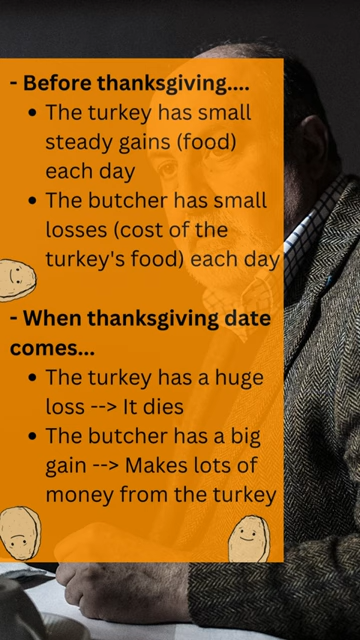 - Before thanksgiving....
• The turkey has small
steady gains (food)
each day
• The butcher has small
losses (cost of the
turkey's food) each day
- When thanksgiving date
comes...
• The turkey has a huge
loss --> It dies
• The butcher has a big
gain --> Makes lots of
money from the turkey